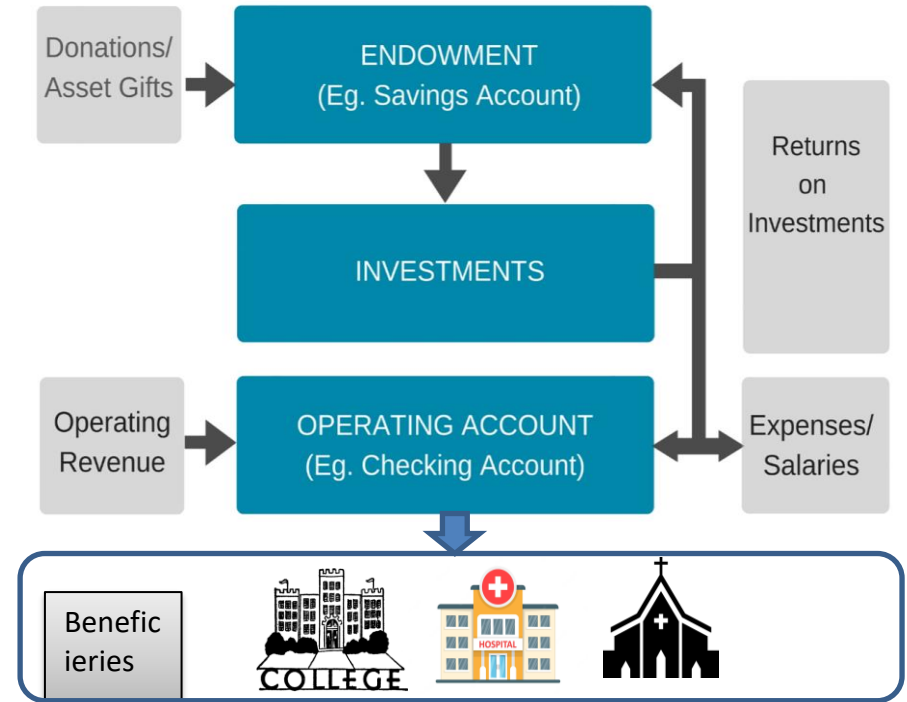 Donations/
Asset Gifts
ENDOWMENT
(Eg. Savings Account)
Returns
on
Investments
INVESTMENTS
Operating
Revenue
OPERATING ACCOUNT
(Eg. Checking Account)
Expenses/
Salaries
Benefic
ieries
COLLEGE
HOSPITAL